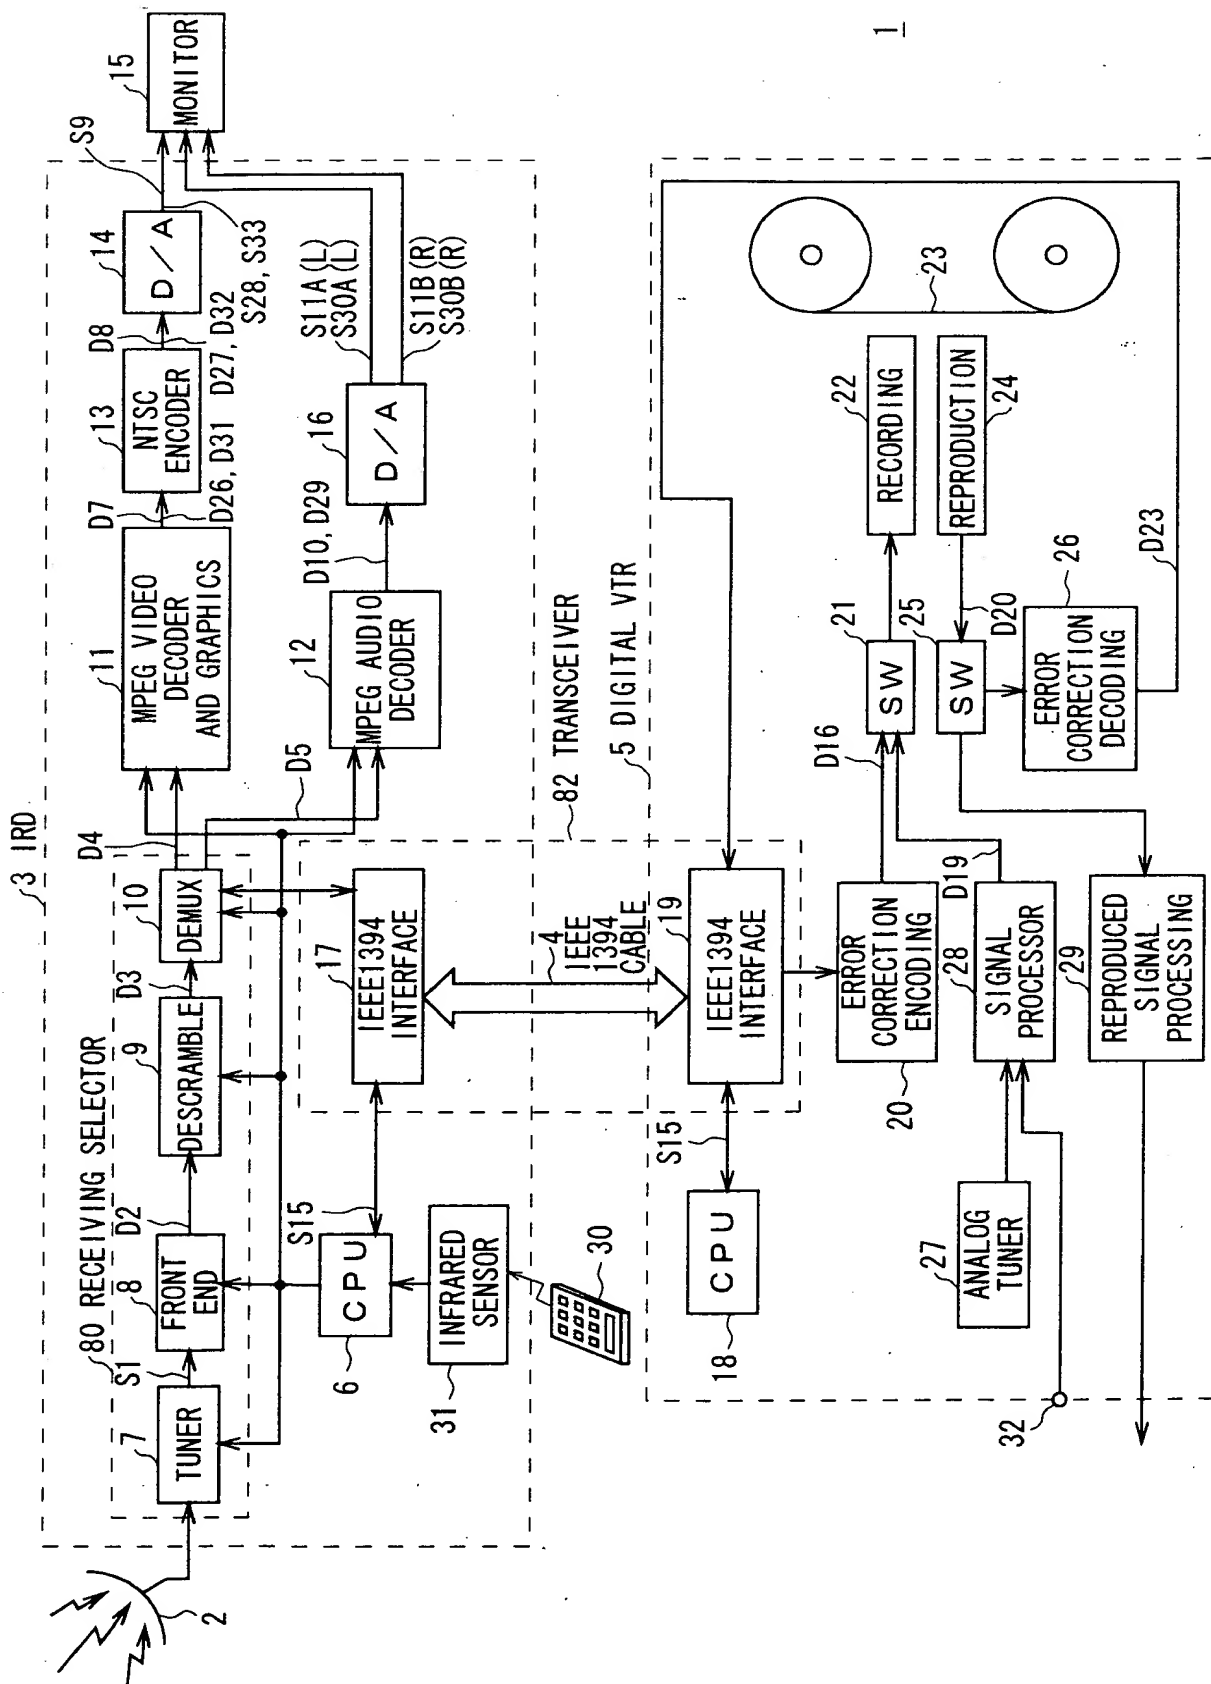 1
3 IRD
80 RECEIVING SELECTOR
2
7
TUNER
S1
8
FRONT
END
D2
9
DESCRAMBLE
D3
10
DEMUX
D4
D5
11
MPEG VIDEO
DECODER
AND GRAPHICS
D7
D26, D31
13
NTSC
ENCODER
D8
D27, D32
14
D/A
S9
S28, S33
15
MONITOR
12
MPEG AUDIO
DECODER
D10, D29
16
D/A
S11A(L)
S30A(L)
S11B(R)
S30B(R)
6
CPU
S15
17
IEEE1394
INTERFACE
31
INFRARED
SENSOR
30
82 TRANSCEIVER
4
IEEE
1394
CABLE
5 DIGITAL VTR
18
CPU
S15
19
IEEE1394
INTERFACE
20
ERROR
CORRECTION
ENCODING
D16
21
SW
22
RECORDING
23
REPRODUCTION
24
D20
25
SW
26
ERROR
CORRECTION
DECODING
D23
27
ANALOG
TUNER
28
SIGNAL
PROCESSOR
D19
29
REPRODUCED
SIGNAL
PROCESSING
32